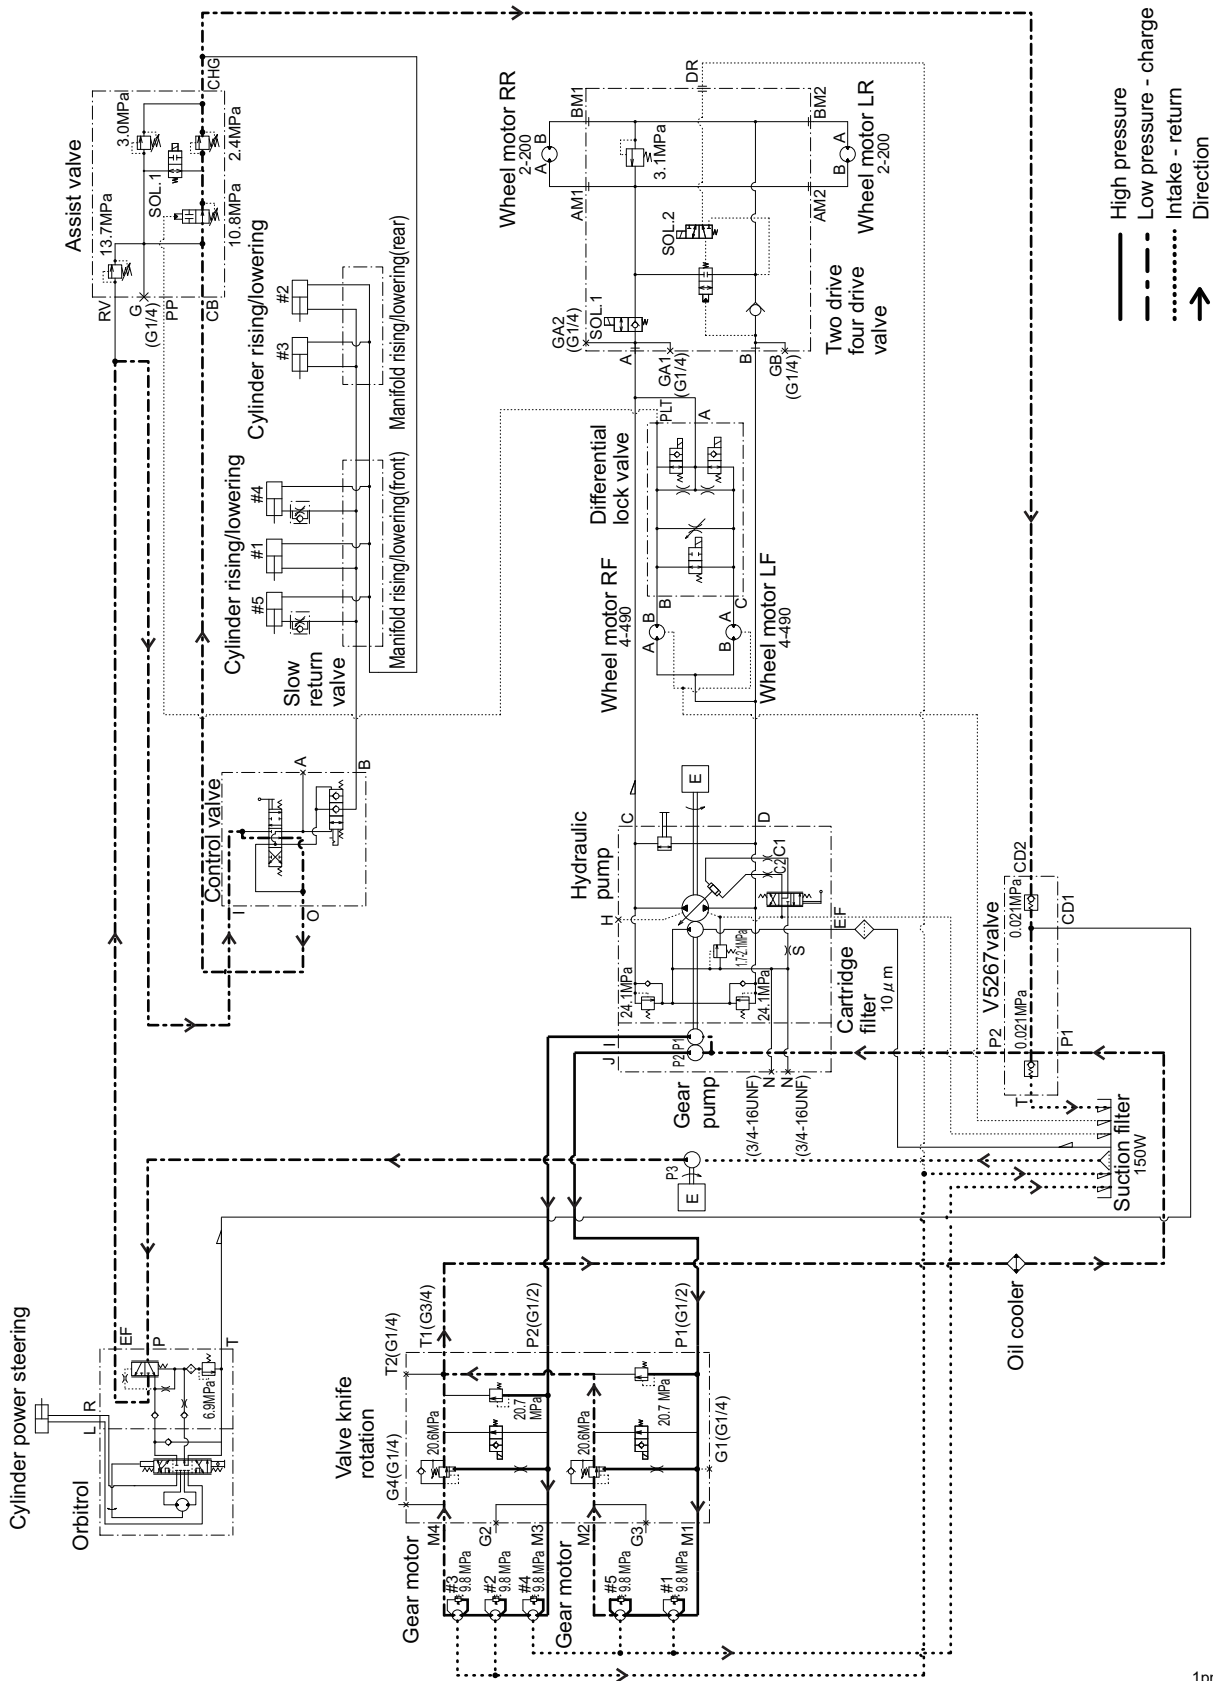 Cylinder power steering
Orbitrol
L
R
EF
P
T
6.9MPa
Assist valve
13.7MPa
3.0MPa
SOL.1
10.8MPa
2.4MPa
CHG
RV
G
(G1/4)
PP
CB
Cylinder rising/lowering
#2
#3
Manifold rising/lowering(rear)
Cylinder rising/lowering
#4
#1
#5
Manifold rising/lowering(front)
Slow
return
valve
Control valve
I
O
A
B
Wheel motor RR
2-200
A
B
BM1
AM1
DR
3.1MPa
SOL.2
SOL.1
GA2
(G1/4)
A
GA1
(G1/4)
B
GB
(G1/4)
BM2
AM2
B
A
Wheel motor LR
2-200
Two drive
four drive
valve
Differential
lock valve
PLT
A
B
C
Wheel motor RF
4-490
A
B
B
A
Wheel motor LF
4-490
Hydraulic
pump
E
C
D
H
C2
C1
EF
S
1.7-2.1MPa
24.1MPa
24.1MPa
Cartridge
filter
10μm
J
I
P2
P1
Gear
pump
N
(3/4-16UNF)
N
(3/4-16UNF)
P3
E
V5267valve
0.021MPa
0.021MPa
CD2
CD1
P2
P1
T
Suction filter
150W
Oil cooler
Valve knife
rotation
T2(G1/4)
T1(G3/4)
P2(G1/2)
P1(G1/2)
G4(G1/4)
G1(G1/4)
20.6MPa
20.7
MPa
20.6MPa
20.7 MPa
M4
G2
M3
M2
G3
M1
Gear motor
#3
9.8 MPa
#2
9.8 MPa
#4
9.8 MPa
Gear motor
#5
9.8 MPa
#1
9.8 MPa
High pressure
Low pressure - charge
Intake - return
Direction